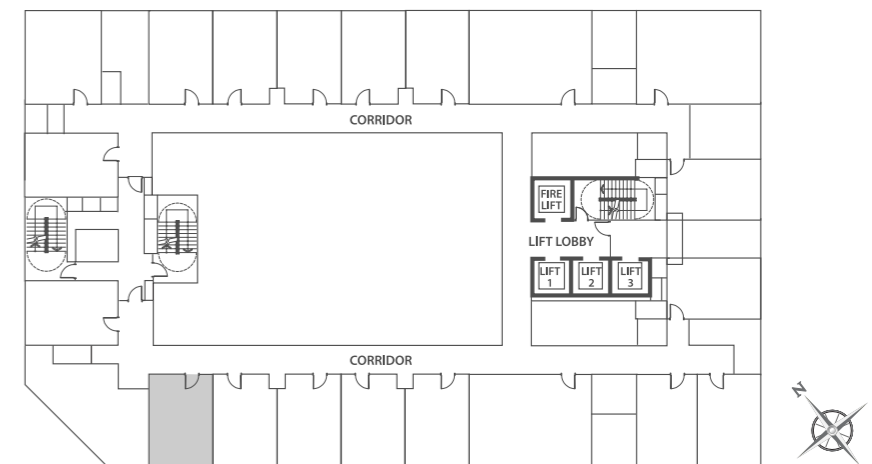 CORRIDOR
FIRE
LIFT
LIFT LOBBY
LIFT
1
LIFT
2
LIFT
3
CORRIDOR
N